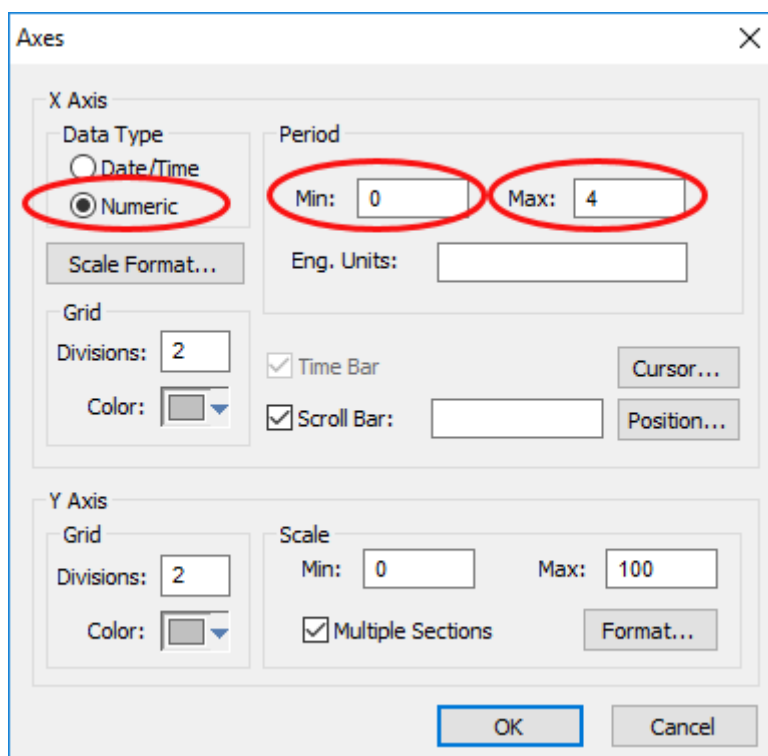 Axes
X Axis
Data Type
Date/Time
Numeric
Scale Format...
Period
Min: 0 Max: 4
Eng. Units:
Grid
Divisions: 2
Color:
Time Bar
Cursor...
Scroll Bar:
Position...
Y Axis
Grid
Divisions: 2
Color:
Scale
Min: 0 Max: 100
Multiple Sections
Format...
OK Cancel